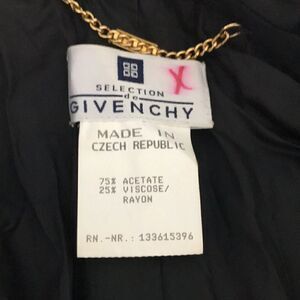 SELECTION
de
GIVENCHY
X
MADE IN
CZECH REPUBLIC
75% ACETATE
25% VISCOSE/
RAYON
RN.-NR.: 133615396